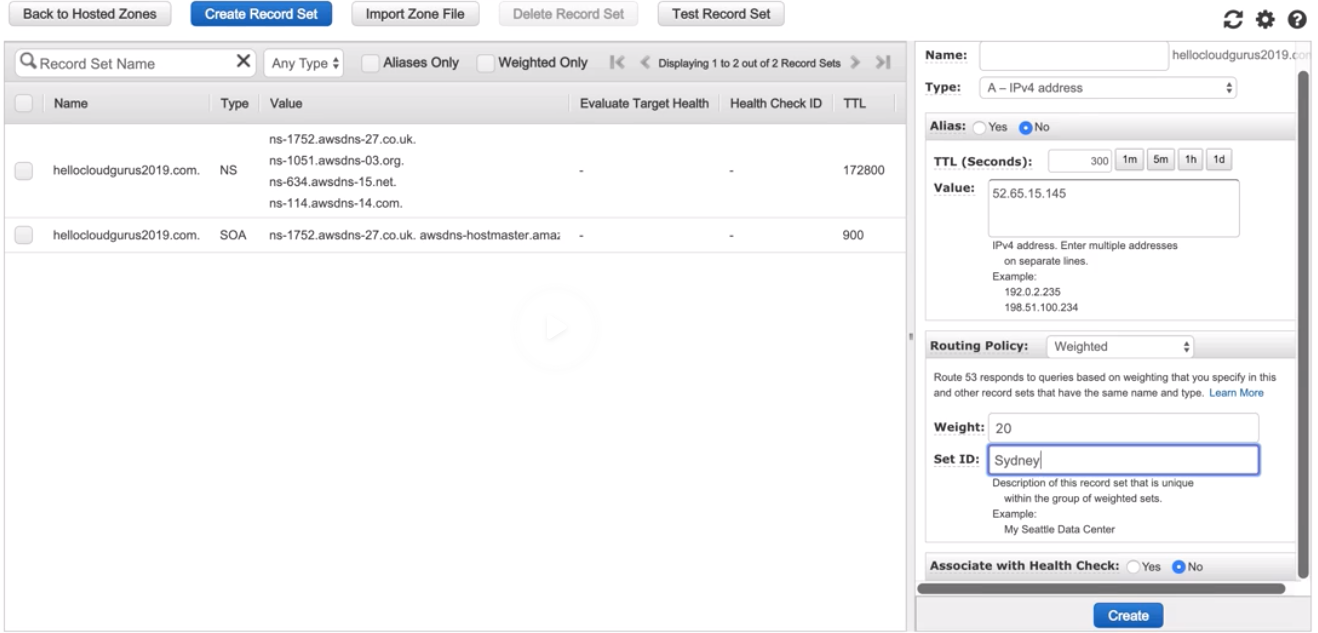 Back to Hosted Zones Create Record Set Import Zone File Delete Record Set Test Record Set
Record Set Name Any Type Aliases Only Weighted Only Displaying 1 to 2 out of 2 Record Sets
Name Type Value Evaluate Target Health Health Check ID TTL
hellocloudgurus2019.com. NS ns-1752.awsdns-27.co.uk. - - 172800
ns-1051.awsdns-03.org.
ns-634.awsdns-15.net.
ns-114.awsdns-14.com.
hellocloudgurus2019.com. SOA ns-1752.awsdns-27.co.uk. awsdns-hostmaster.ama: - - 900
Name: hellocloudgurus2019.com
Type: A – IPv4 address
Alias: Yes No
TTL (Seconds): 300 1m 5m 1h 1d
Value: 52.65.15.145
IPv4 address. Enter multiple addresses
on separate lines.
Example:
192.0.2.235
198.51.100.234
Routing Policy: Weighted
Route 53 responds to queries based on weighting that you specify in this
and other record sets that have the same name and type. Learn More
Weight: 20
Set ID: Sydney
Description of this record set that is unique
within the group of weighted sets.
Example:
My Seattle Data Center
Associate with Health Check: Yes No
Create